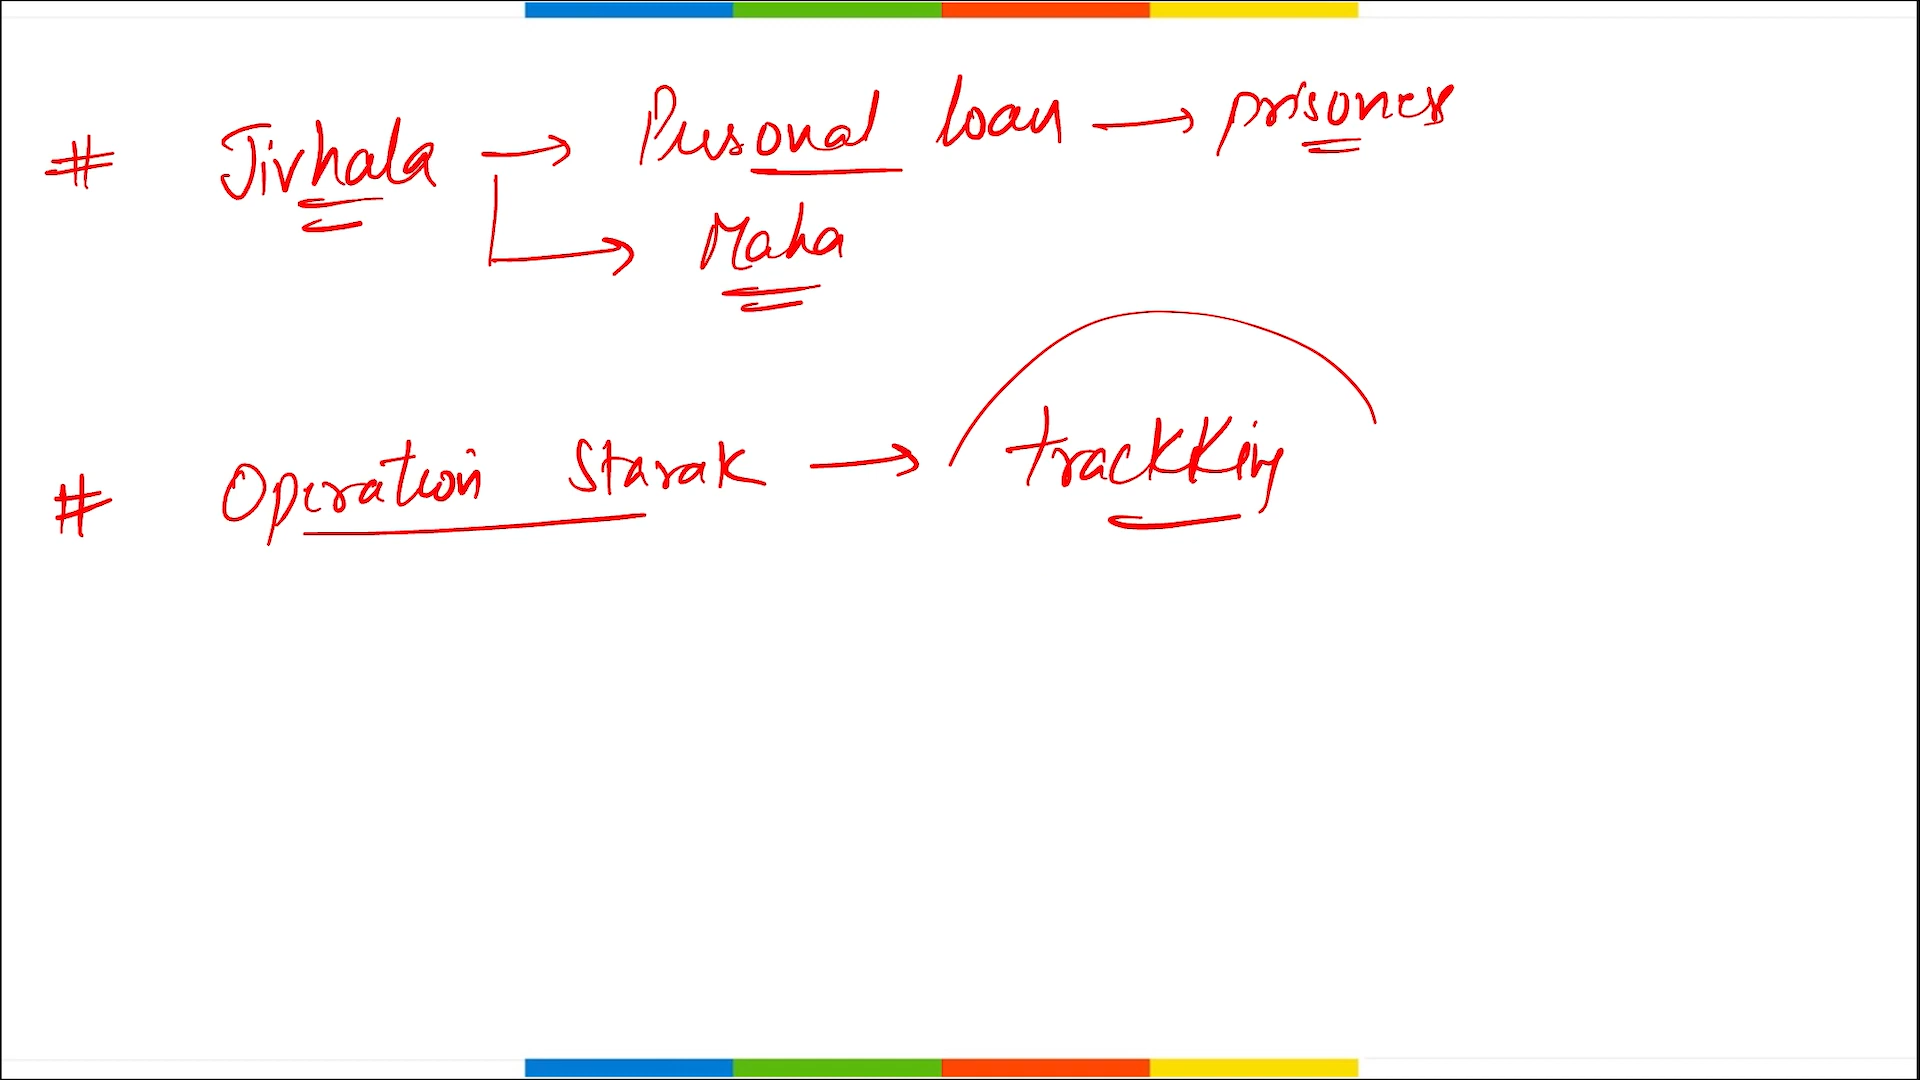 # Jivhala → Personal loan → prisoners
→ Maha
# Operation Starak → trackKing